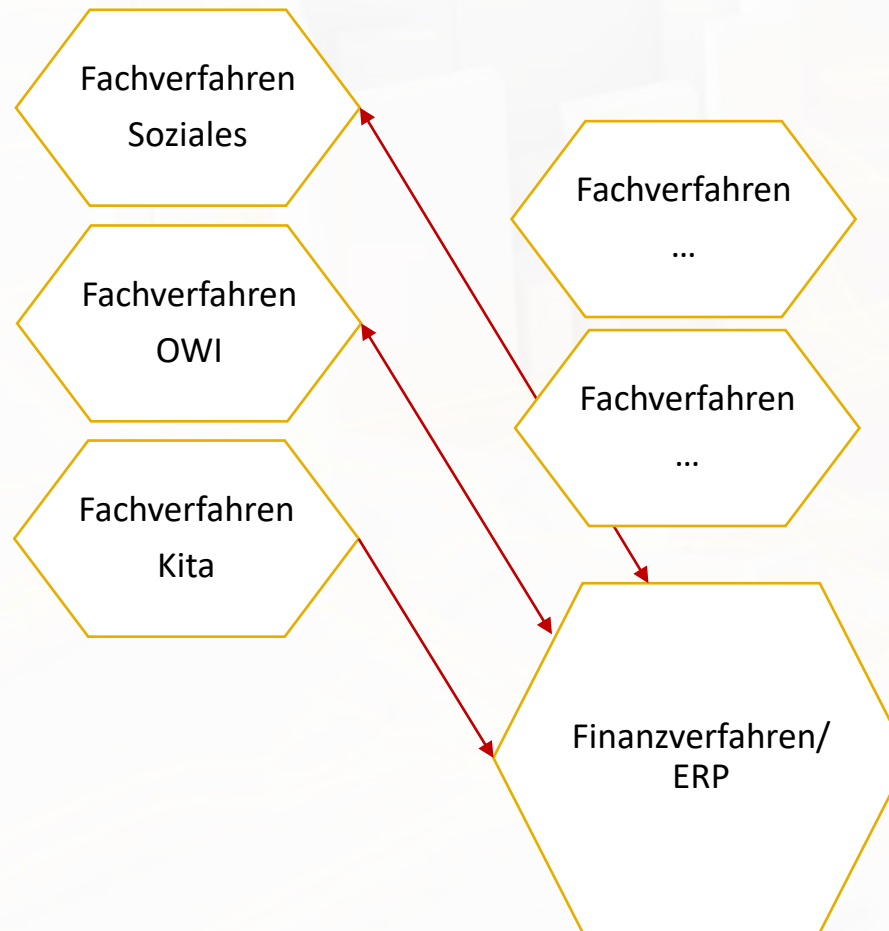 Fachverfahren
Soziales
Fachverfahren
OWI
Fachverfahren
Kita
Fachverfahren
...
Fachverfahren
...
Finanzverfahren/
ERP